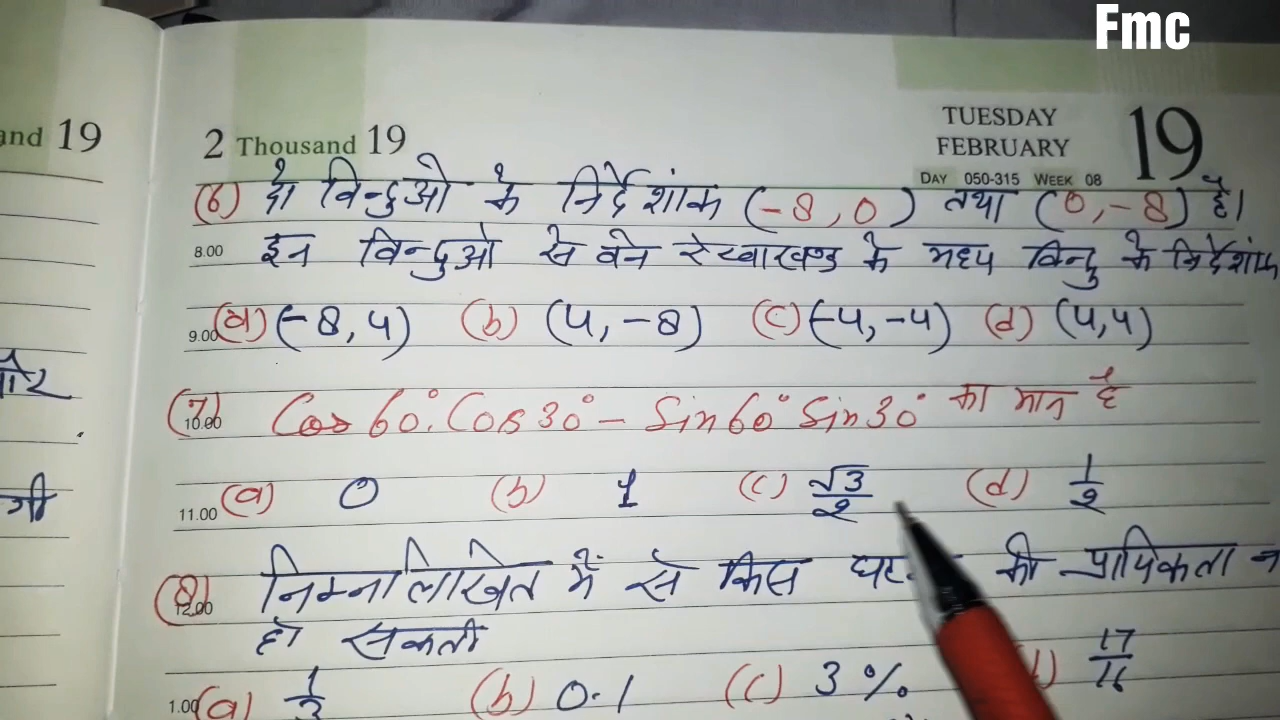 Fmc
and 19
2 Thousand 19
TUESDAY
FEBRUARY
19
DAY 050-315 WEEK 08
(6) दो विन्दुओ के निर्देशांक (-8,0) तथा (0,-8) है।
8.00 इन विन्दुओ से बने रेखाखण्ड के मध्य विन्दु के निर्देशांक
9.00 (a) (-8,4) (b) (4,-8) (c) (-4,-4) (d) (4,4)
(7) Cos 60°. Cos 30° - Sin 60° Sin 30° का मान है
10.00
11.00 (a) 0 (b) 1 (c) √3/2 (d) 1/2
(8) निम्नलिखित में से किस की प्रायिकता न
12.00 हो सकती
1.00 (a) 1/3 (b) 0.1 (c) 3% 17/16